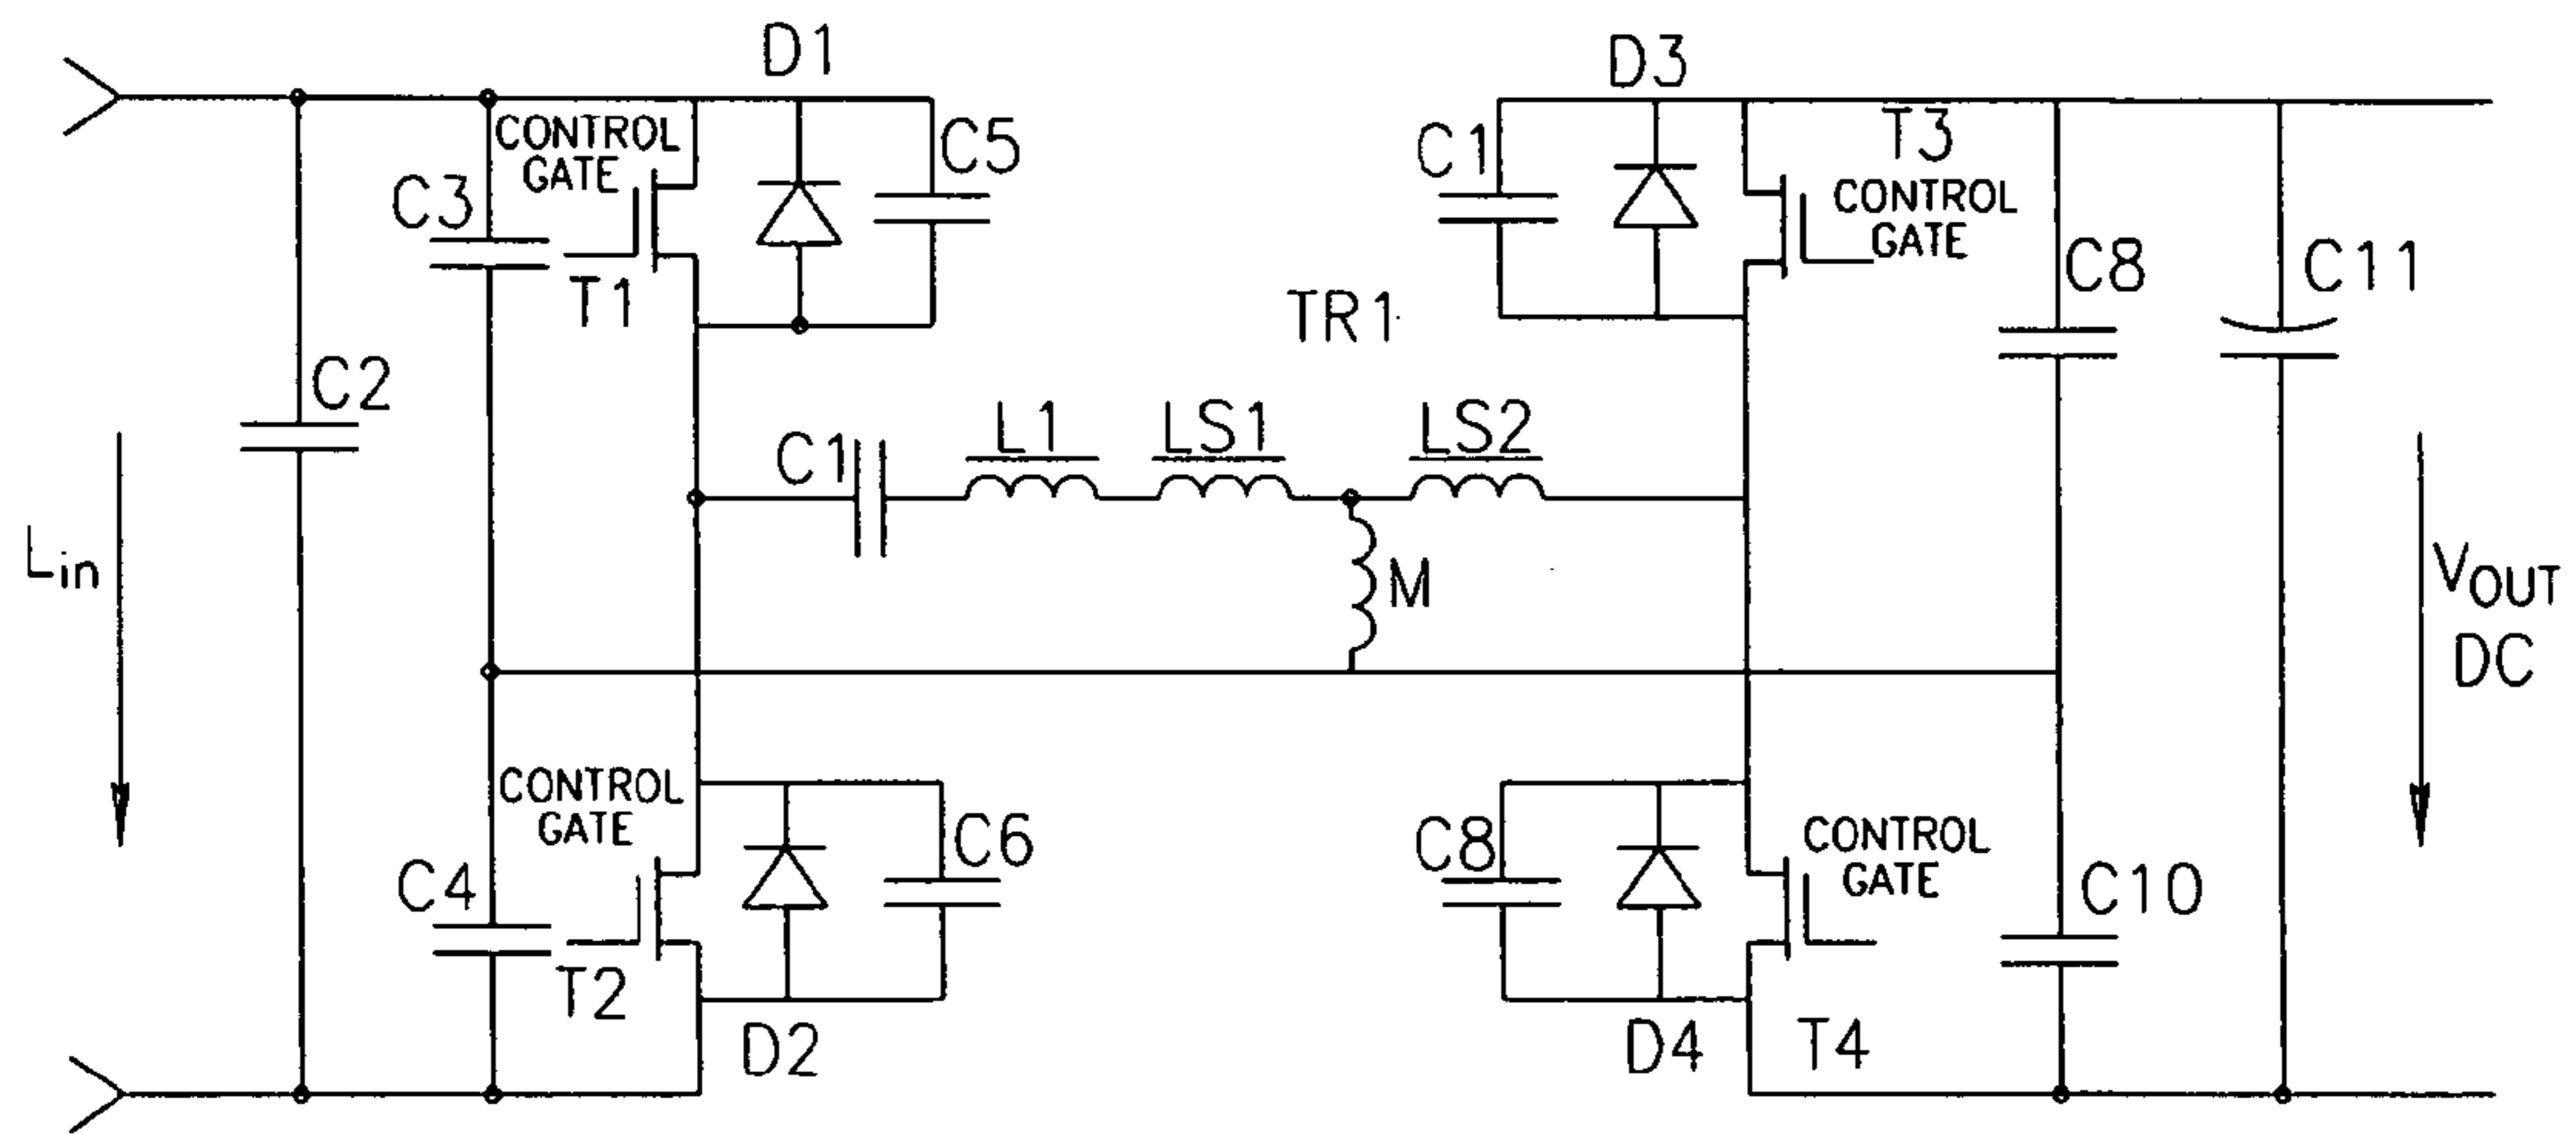 D1
D3
CONTROL
GATE
C5
C1
T3
CONTROL
GATE
C3
T1
C8
C11
TR1
C2
C1
L1
LS1
LS2
Lin
M
VOUT
DC
CONTROL
GATE
C6
C8
CONTROL
GATE
C4
C10
T2
D2
D4
T4